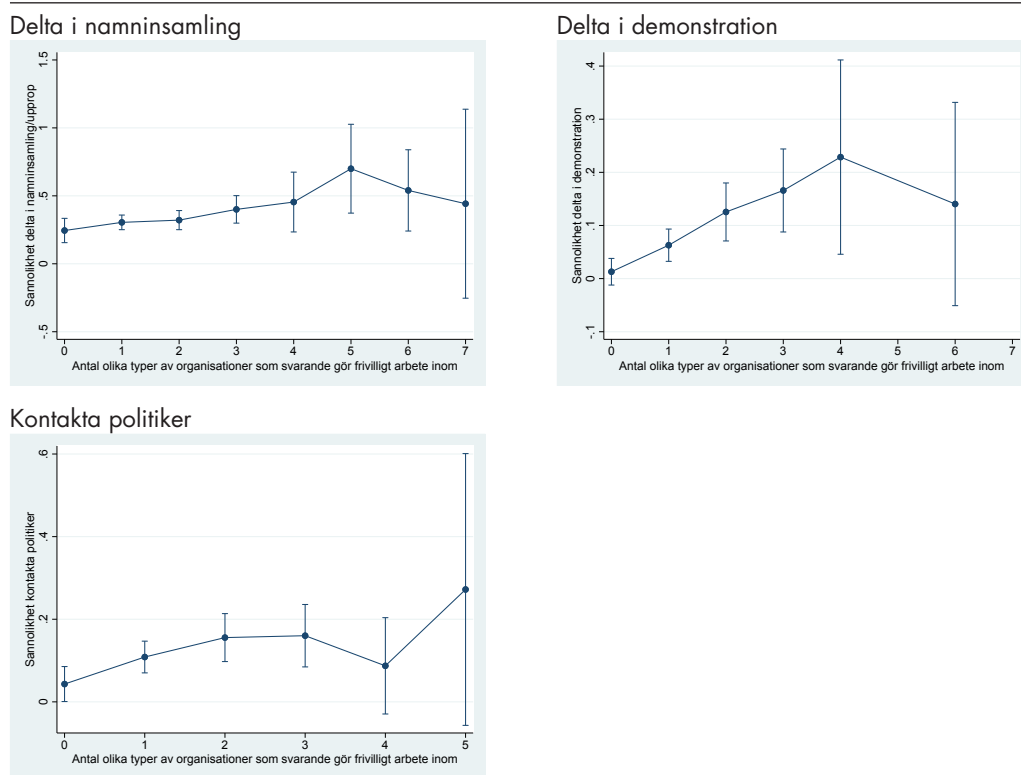 Delta i namninsamling
1.5
1
.5
0
-.5
Sannolikhet delta i namninsamling/upprop
0 1 2 3 4 5 6 7
Antal olika typer av organisationer som svarande gör frivilligt arbete inom
Delta i demonstration
.4
.3
.2
.1
0
-.1
Sannolikhet delta i demonstration
0 1 2 3 4 5 6 7
Antal olika typer av organisationer som svarande gör frivilligt arbete inom
Kontakta politiker
.6
.4
.2
0
Sannolikhet kontakta politiker
0 1 2 3 4 5
Antal olika typer av organisationer som svarande gör frivilligt arbete inom